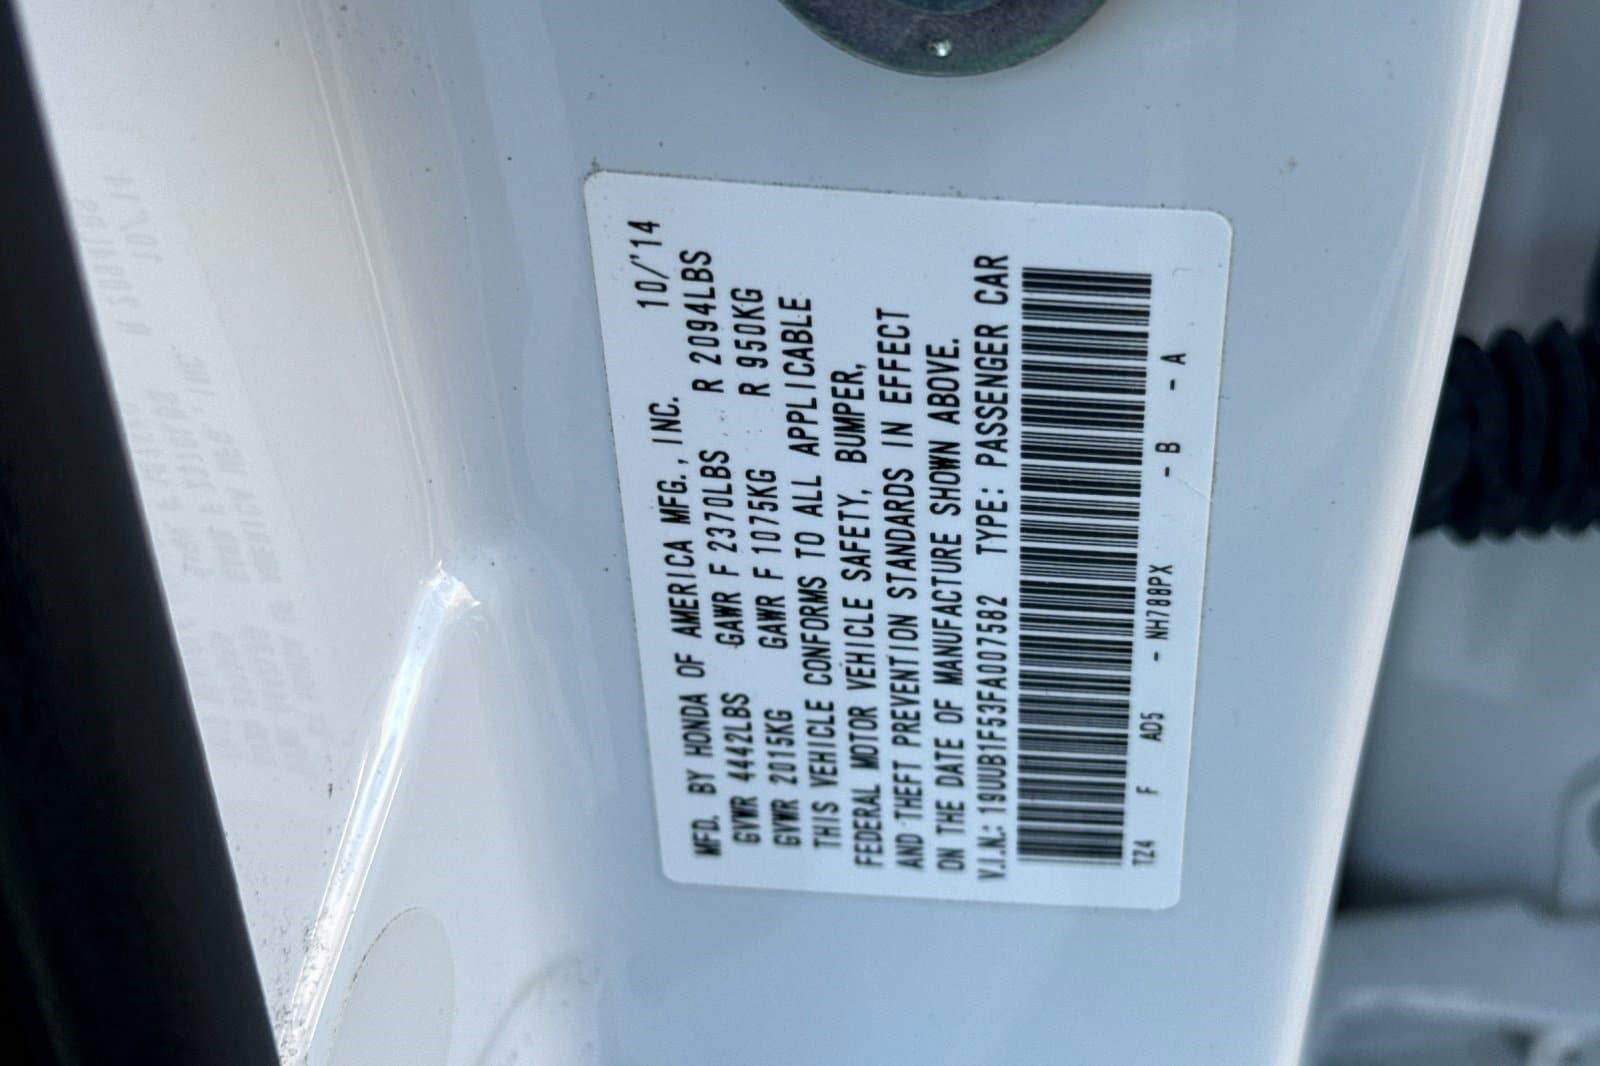 MFD. BY HONDA OF AMERICA MFG., INC. 10/'14
GVWR 4442LBS GAWR F 2370LBS R 2094LBS
GVWR 2015KG GAWR F 1075KG R 950KG
THIS VEHICLE CONFORMS TO ALL APPLICABLE
FEDERAL MOTOR VEHICLE SAFETY, BUMPER,
AND THEFT PREVENTION STANDARDS IN EFFECT
ON THE DATE OF MANUFACTURE SHOWN ABOVE.
V.I.N.: 19UUB1F53FA007582 TYPE: PASSENGER CAR
TZ4 F AD5 - NH788PX - B - A